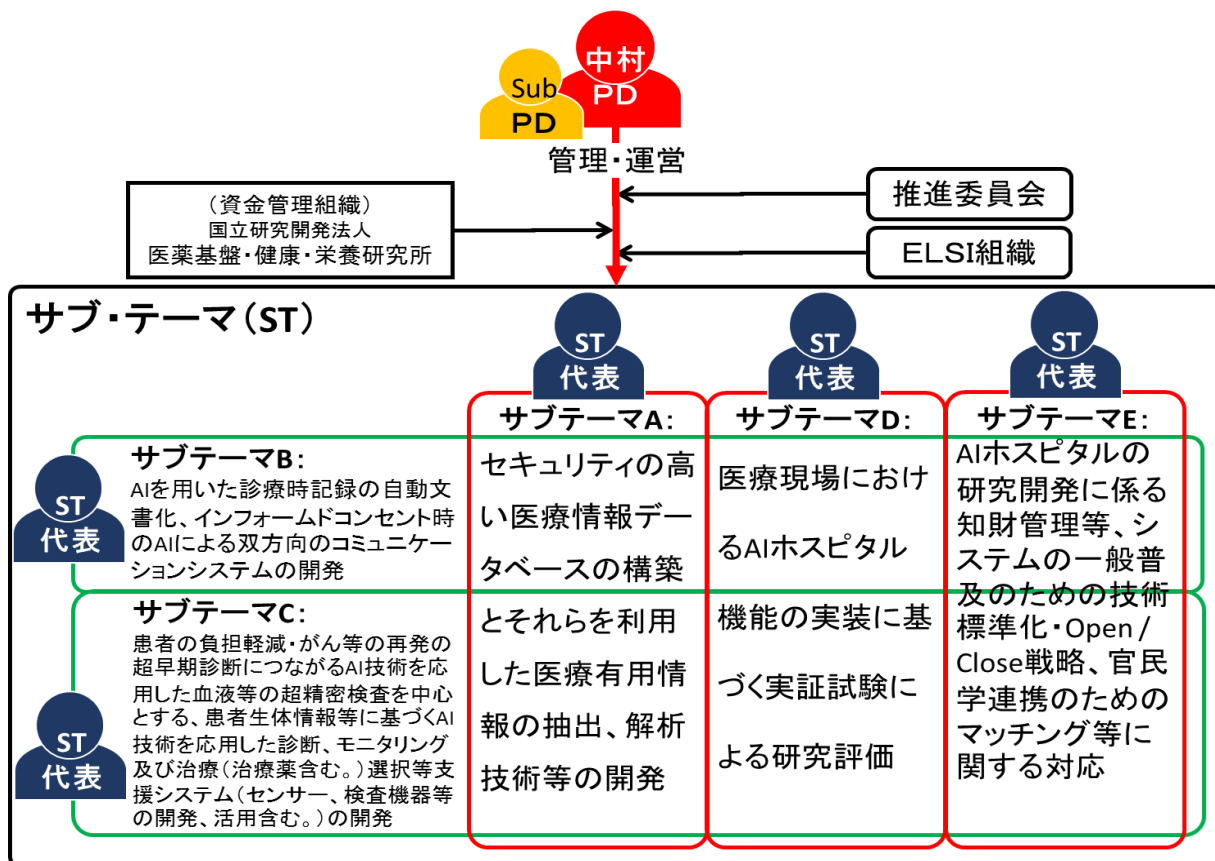 中村
PD
Sub
PD
管理・運営
(資金管理組織)
国立研究開発法人
医薬基盤・健康・栄養研究所
推進委員会
ELSI組織
サブ・テーマ(ST)
ST
代表
ST
代表
ST
代表
サブテーマA:
セキュリティの高
い医療情報デー
タベースの構築
とそれらを利用
した医療有用情
報の抽出、解析
技術等の開発
サブテーマD:
医療現場におけ
るAIホスピタル
機能の実装に基
づく実証試験に
よる研究評価
サブテーマE:
AIホスピタルの
研究開発に係る
知財管理等、シ
ステムの一般普
及のための技術
標準化・Open/
Close戦略、官民
学連携のための
マッチング等に
関する対応
ST
代表
サブテーマB:
AIを用いた診療時記録の自動文
書化、インフォームドコンセント時
のAIによる双方向のコミュニケー
ションシステムの開発
ST
代表
サブテーマC:
患者の負担軽減・がん等の再発の
超早期診断につながるAI技術を応
用した血液等の超精密検査を中心
とする、患者生体情報等に基づくAI
技術を応用した診断、モニタリング
及び治療(治療薬含む。)選択等支
援システム(センサー、検査機器等
の開発、活用含む。)の開発